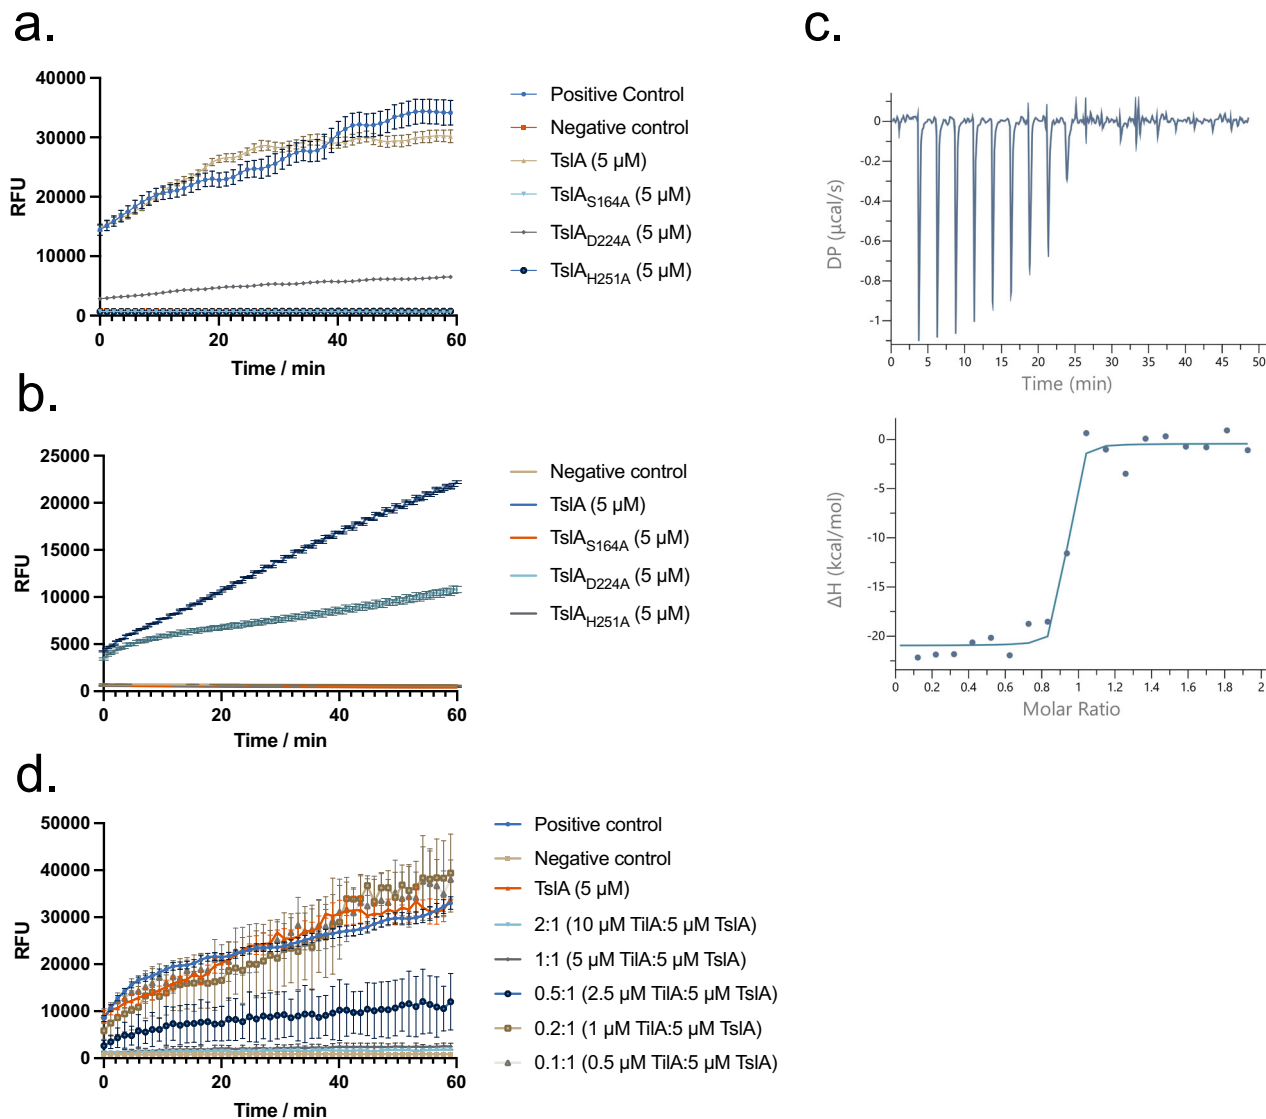 a.
40000
30000
20000
10000
0
RFU
0 20 40 60
Time / min
Positive Control
Negative control
TslA (5 µM)
TslA_S164A (5 µM)
TslA_D224A (5 µM)
TslA_H251A (5 µM)
b.
25000
20000
15000
10000
5000
0
RFU
0 20 40 60
Time / min
Negative control
TslA (5 µM)
TslA_S164A (5 µM)
TslA_D224A (5 µM)
TslA_H251A (5 µM)
c.
0
-0.2
-0.4
-0.6
-0.8
-1
DP (µcal/s)
0 5 10 15 20 25 30 35 40 45 50
Time (min)
0
-5
-10
-15
-20
ΔH (kcal/mol)
0 0.2 0.4 0.6 0.8 1 1.2 1.4 1.6 1.8 2
Molar Ratio
d.
50000
40000
30000
20000
10000
0
RFU
0 20 40 60
Time / min
Positive control
Negative control
TslA (5 µM)
2:1 (10 µM TilA:5 µM TslA)
1:1 (5 µM TilA:5 µM TslA)
0.5:1 (2.5 µM TilA:5 µM TslA)
0.2:1 (1 µM TilA:5 µM TslA)
0.1:1 (0.5 µM TilA:5 µM TslA)